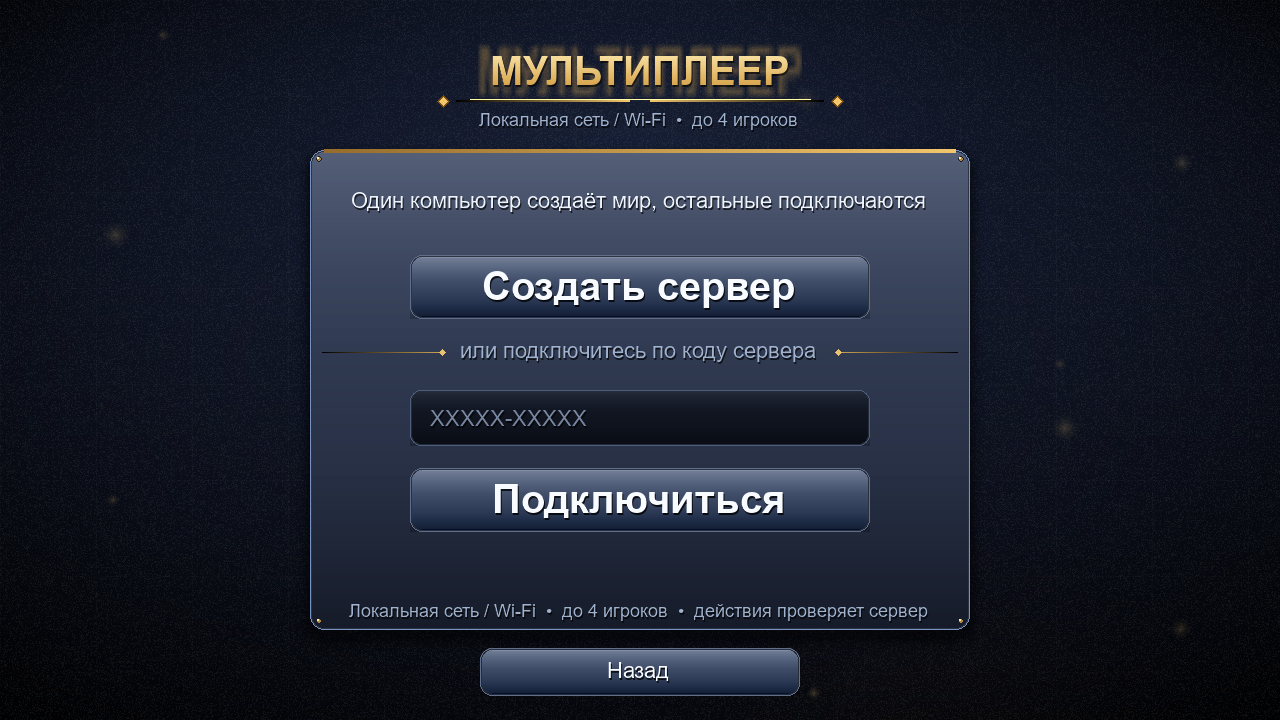 МУЛЬТИПЛЕЕР
Локальная сеть / Wi-Fi • до 4 игроков
Один компьютер создаёт мир, остальные подключаются
Создать сервер
или подключитесь по коду сервера
XXXXX-XXXXX
Подключиться
Локальная сеть / Wi-Fi • до 4 игроков • действия проверяет сервер
Назад